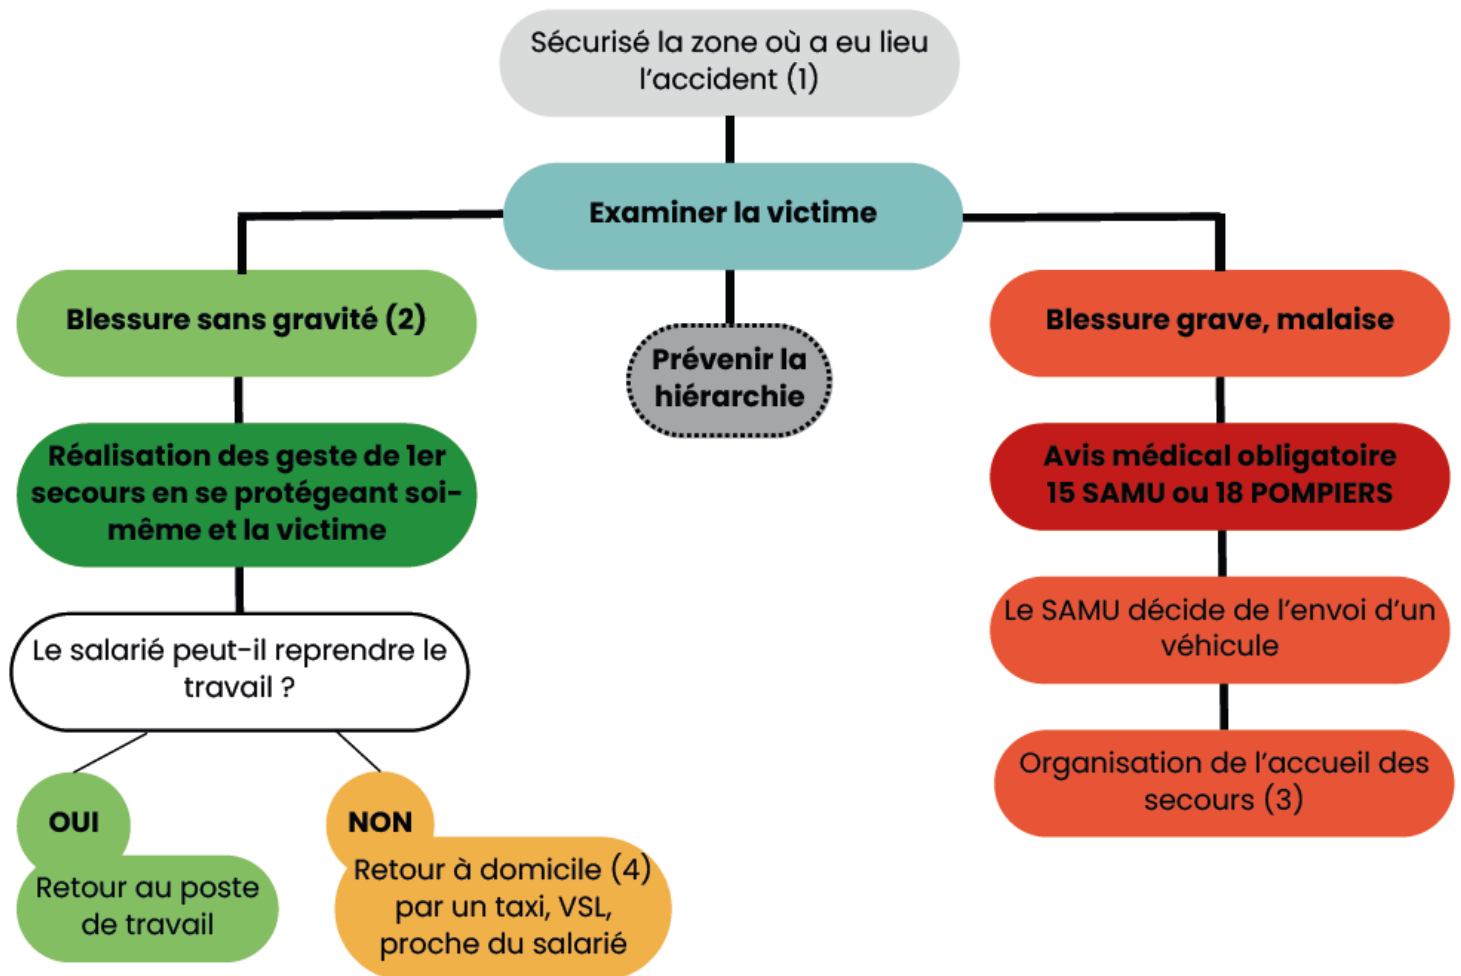 Sécurisé la zone où a eu lieu
l'accident (1)
Examiner la victime
Blessure sans gravité (2)
Prévenir la
hiérarchie
Blessure grave, malaise
Réalisation des geste de 1er
secours en se protégeant soi-
même et la victime
Avis médical obligatoire
15 SAMU ou 18 POMPIERS
Le salarié peut-il reprendre le
travail ?
Le SAMU décide de l'envoi d'un
véhicule
Organisation de l'accueil des
secours (3)
OUI
Retour au poste
de travail
NON
Retour à domicile (4)
par un taxi, VSL,
proche du salarié